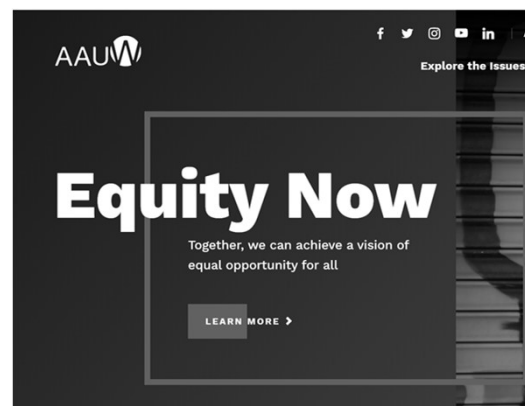 AAUW
Explore the Issues
Equity Now
Together, we can achieve a vision of
equal opportunity for all
LEARN MORE